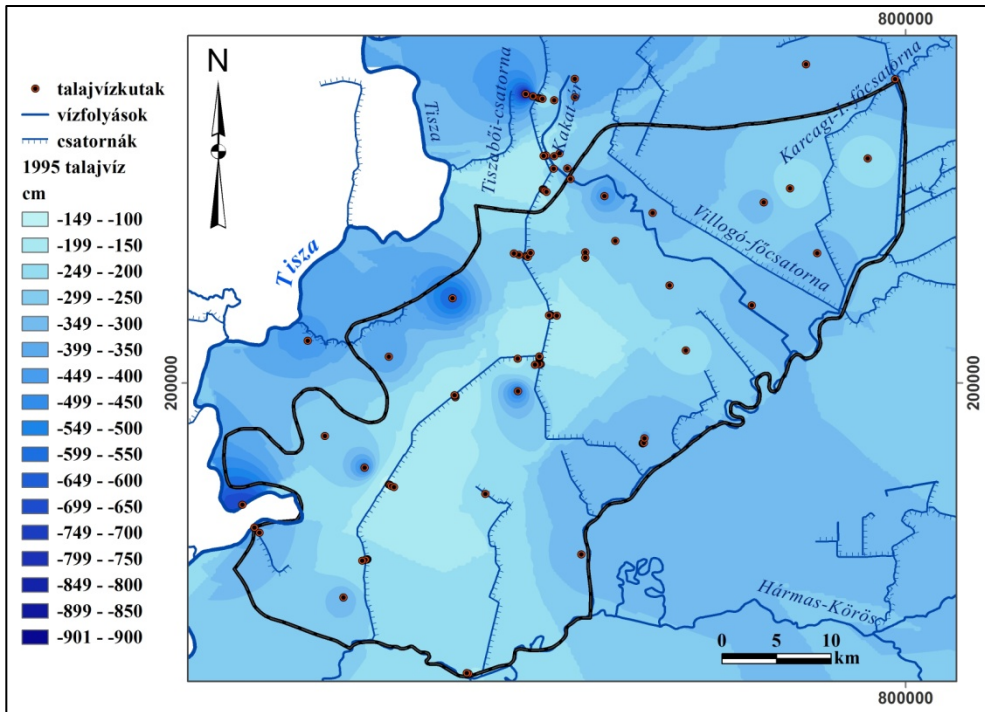 800000
N
talajvízkutak
vízfolyások
csatornák
1995 talajvíz
cm
-149 - -100
-199 - -150
-249 - -200
-299 - -250
-349 - -300
-399 - -350
-449 - -400
-499 - -450
-549 - -500
-599 - -550
-649 - -600
-699 - -650
-749 - -700
-799 - -750
-849 - -800
-899 - -850
-901 - -900
Tisza
Tiszabői-csatorna
Kakat-ér
Karcagi-I. főcsatorna
Villogó-főcsatorna
Tisza
200000
200000
Hármas-Körös
0 5 10
km
800000